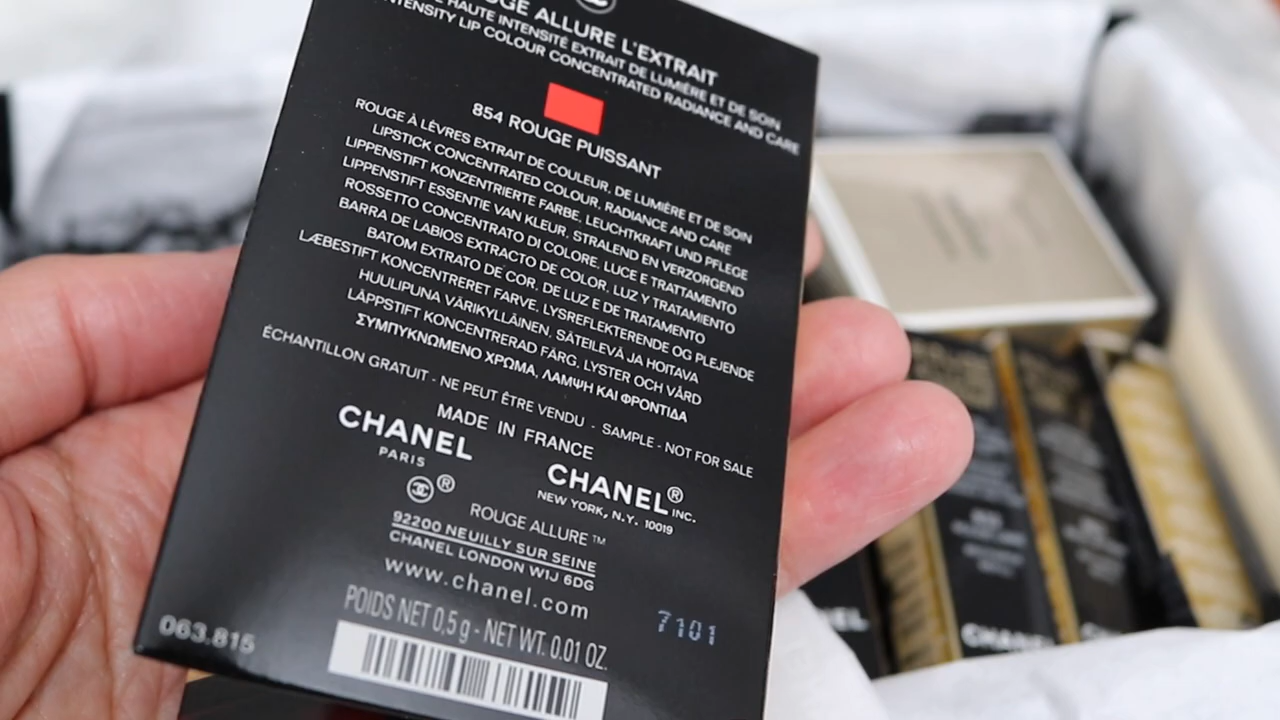 ROUGE ALLURE L'EXTRAIT
HAUTE INTENSITÉ EXTRAIT DE LUMIÈRE ET DE SOIN
INTENSITY LIP COLOUR CONCENTRATED RADIANCE AND CARE
854 ROUGE PUISSANT
ROUGE À LÈVRES EXTRAIT DE COULEUR, DE LUMIÈRE ET DE SOIN
LIPSTICK CONCENTRATED COLOUR, RADIANCE AND CARE
LIPPENSTIFT KONZENTRIERTE FARBE, LEUCHTKRAFT UND PFLEGE
LIPPENSTIFT ESSENTIE VAN KLEUR, STRALEND EN VERZORGEND
ROSSETTO CONCENTRATO DI COLORE, LUCE E TRATTAMENTO
BARRA DE LABIOS EXTRACTO DE COLOR, LUZ Y TRATAMIENTO
BATOM EXTRATO DE COR, DE LUZ E DE TRATAMENTO
LÆBESTIFT KONCENTRERET FARVE, LYSREFLEKTERENDE OG PLEJENDE
HUULIPUNA VÄRIKYLLÄINEN, SÄTEILEVÄ JA HOITAVA
LÄPPSTIFT KONCENTRERAD FÄRG, LYSTER OCH VÅRD
ΣΥΜΠΥΚΝΩΜΕΝΟ ΧΡΩΜΑ, ΛΑΜΨΗ ΚΑΙ ΦΡΟΝΤΙΔΑ
ÉCHANTILLON GRATUIT - NE PEUT ÊTRE VENDU - SAMPLE - NOT FOR SALE
MADE IN FRANCE
CHANEL
PARIS
CHANEL® INC.
NEW YORK, N.Y. 10019
®
ROUGE ALLURE™
92200 NEUILLY SUR SEINE
CHANEL LONDON W1J 6DG
www.chanel.com
POIDS NET 0,5 g - NET WT. 0.01 OZ.
7101
063.815
CHANEL